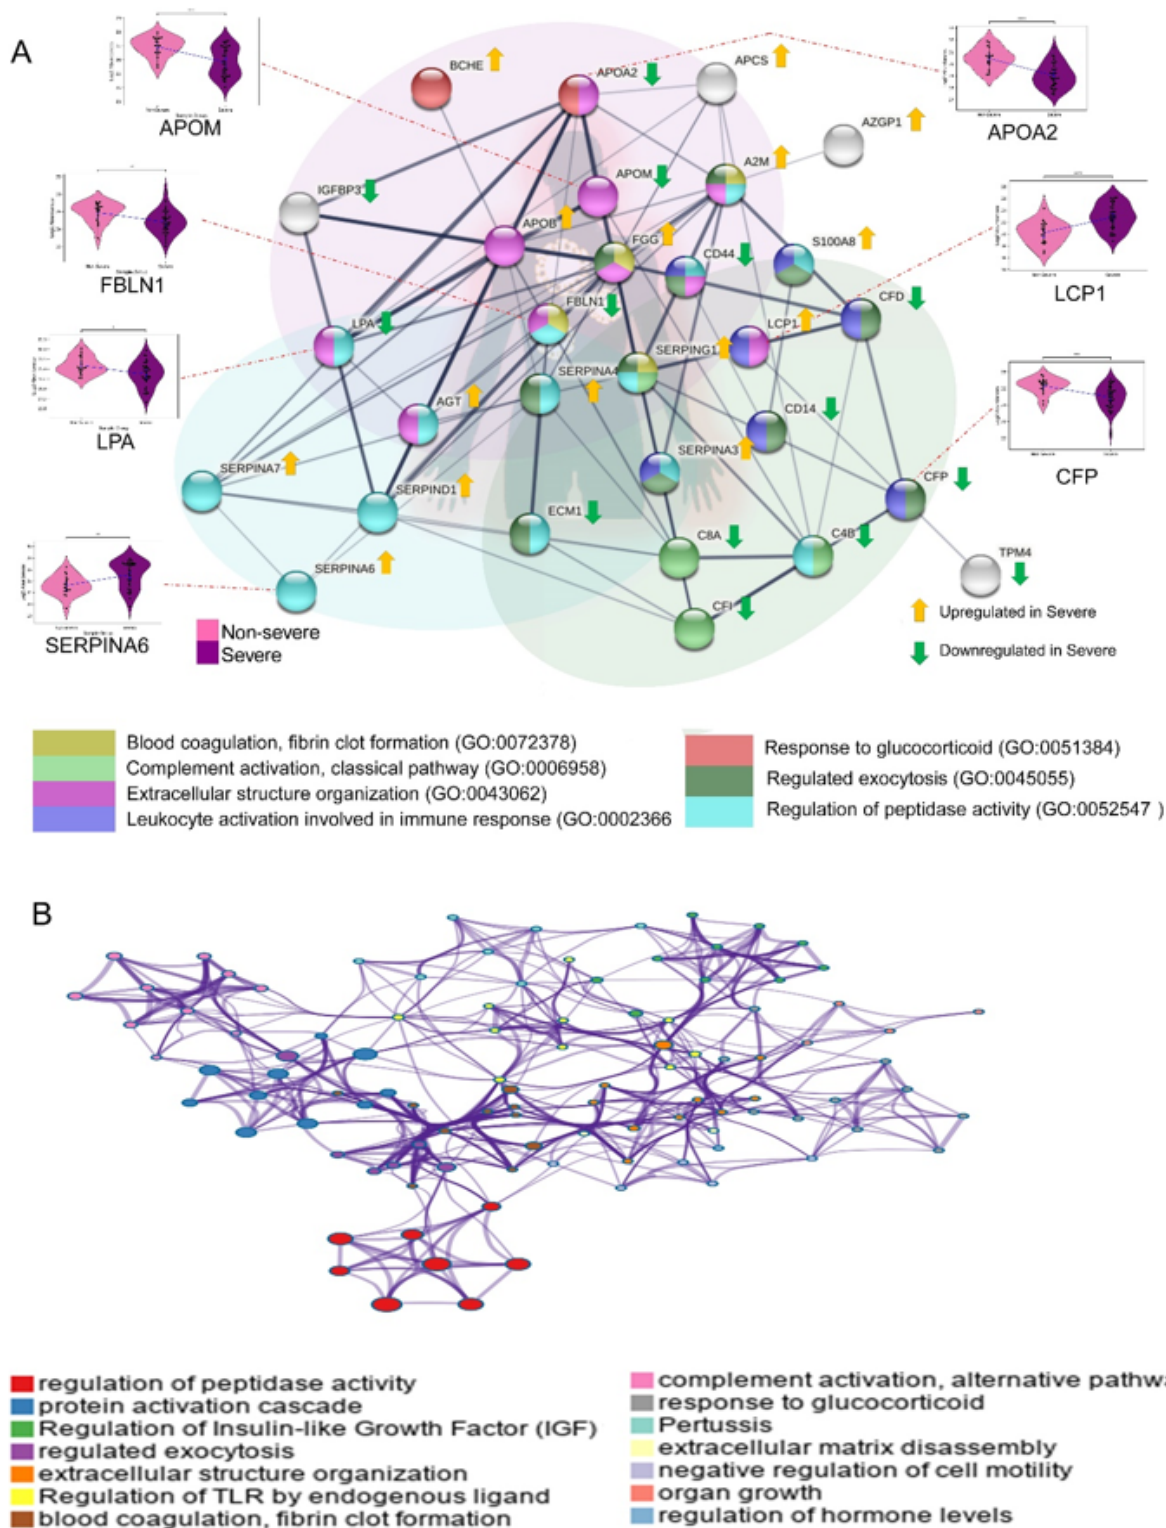 A
APOM
BCHE
APOA2
APCS
APOA2
AZGP1
A2M
IGFBP3
APOM
APOB
FGG
CD44
S100A8
FBLN1
LCP1
FBLN1
CFD
LPA
LCP1
SERPING1
SERPINA4
AGT
CD14
LPA
SERPINA3
SERPINA7
SERPIND1
CFP
CFP
ECM1
C8A
C4B
SERPINA6
TPM4
CFI
Upregulated in Severe
Non-severe
Severe
SERPINA6
Downregulated in Severe
Blood coagulation, fibrin clot formation (GO:0072378)
Complement activation, classical pathway (GO:0006958)
Extracellular structure organization (GO:0043062)
Leukocyte activation involved in immune response (GO:0002366
Response to glucocorticoid (GO:0051384)
Regulated exocytosis (GO:0045055)
Regulation of peptidase activity (GO:0052547 )
B
regulation of peptidase activity
protein activation cascade
Regulation of Insulin-like Growth Factor (IGF)
regulated exocytosis
extracellular structure organization
Regulation of TLR by endogenous ligand
blood coagulation, fibrin clot formation
complement activation, alternative pathwa
response to glucocorticoid
Pertussis
extracellular matrix disassembly
negative regulation of cell motility
organ growth
regulation of hormone levels